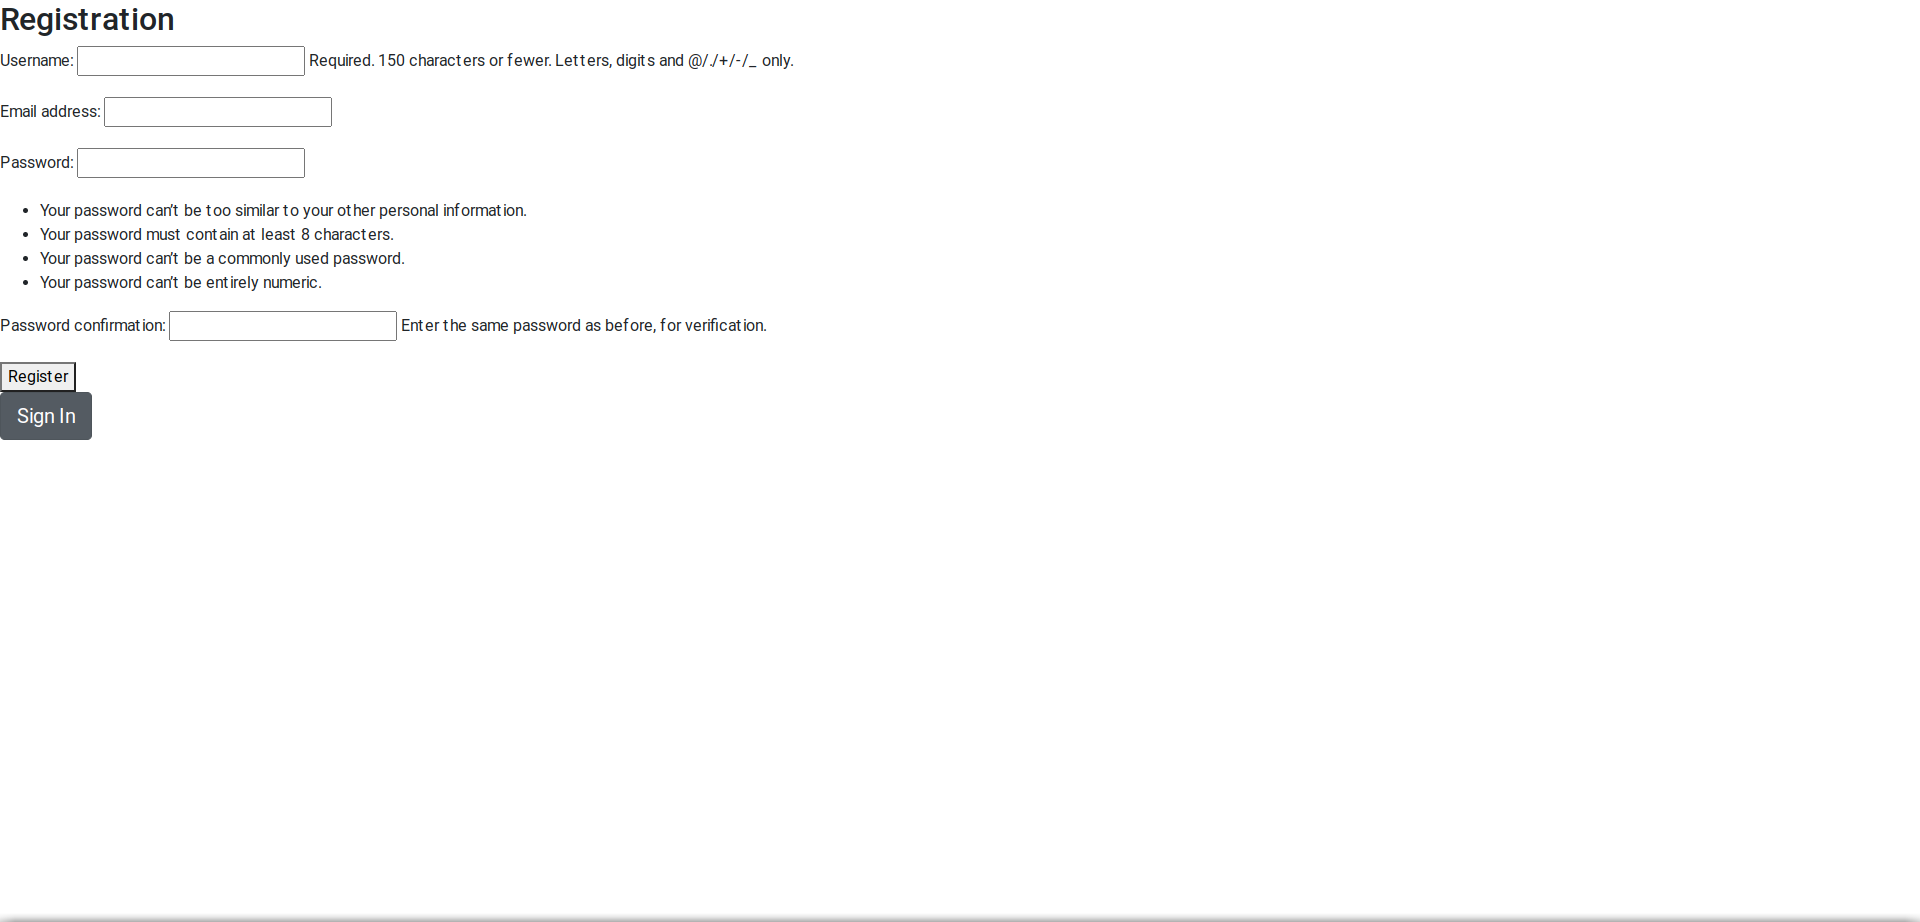 Registration
Username: Required. 150 characters or fewer. Letters, digits and @/./+/-/_ only.
Email address:
Password:
• Your password can't be too similar to your other personal information.
• Your password must contain at least 8 characters.
• Your password can't be a commonly used password.
• Your password can't be entirely numeric.
Password confirmation: Enter the same password as before, for verification.
Register
Sign In